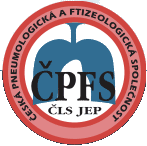 ČESKÁ PNEUMOLOGICKÁ A FTIZEOLOGICKÁ SPOLEČNOST
ČPFS
ČLS JEP